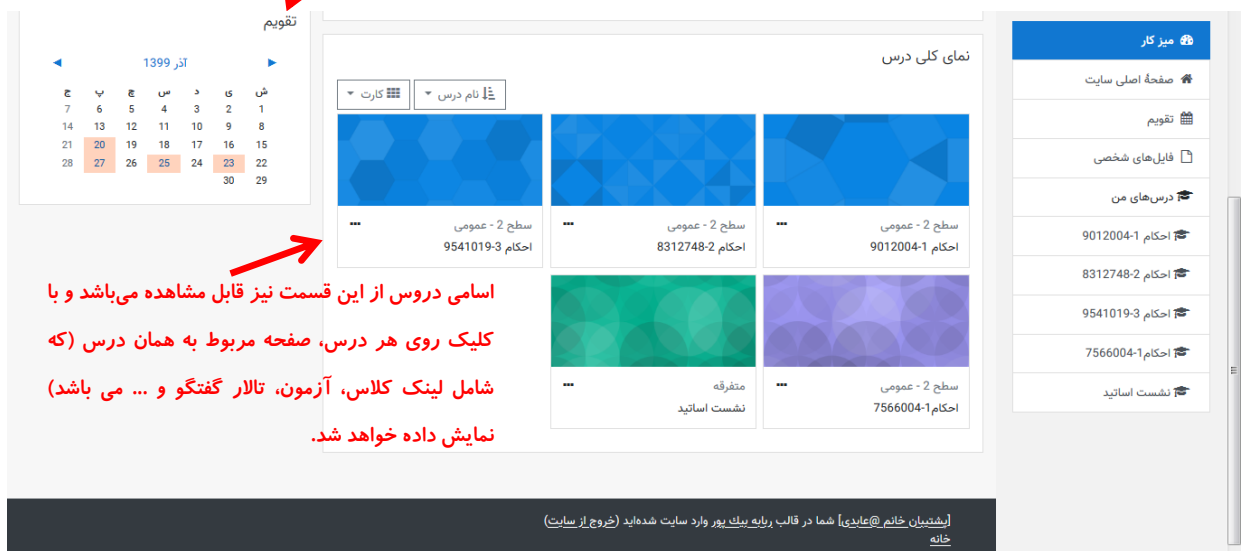 میز کار
صفحهٔ اصلی سایت
تقویم
فایل‌های شخصی
درس‌های من
احکام 1-9012004
احکام 2-8312748
احکام 3-9541019
احکام1-7566004
نشست اساتید
نمای کلی درس
نام درس
کارت
سطح 2 - عمومی
احکام 1-9012004
سطح 2 - عمومی
احکام 2-8312748
سطح 2 - عمومی
احکام 3-9541019
سطح 2 - عمومی
احکام1-7566004
متفرقه
نشست اساتید
تقویم
آذر 1399
ش ی د س چ پ ج
1 2 3 4 5 6 7
8 9 10 11 12 13 14
15 16 17 18 19 20 21
22 23 24 25 26 27 28
29 30
اسامی دروس از این قسمت نیز قابل مشاهده می‌باشد و با
کلیک روی هر درس، صفحه مربوط به همان درس (که
شامل لینک کلاس، آزمون، تالار گفتگو و ... می باشد)
نمایش داده خواهد شد.
[پشتیبان خانم @عابدی] شما در قالب ربابه بیك پور وارد سایت شده‌اید (خروج از سایت)
خانه